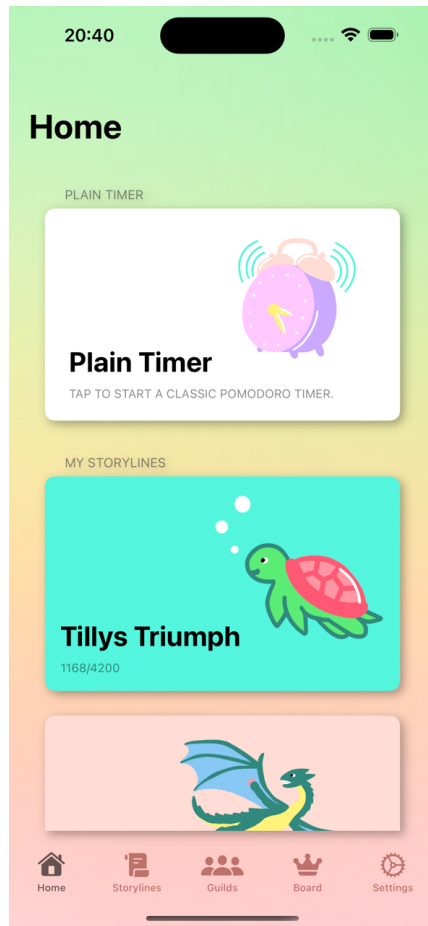 20:40
Home
PLAIN TIMER
Plain Timer
TAP TO START A CLASSIC POMODORO TIMER.
MY STORYLINES
Tillys Triumph
1168/4200
Home
Storylines
Guilds
Board
Settings